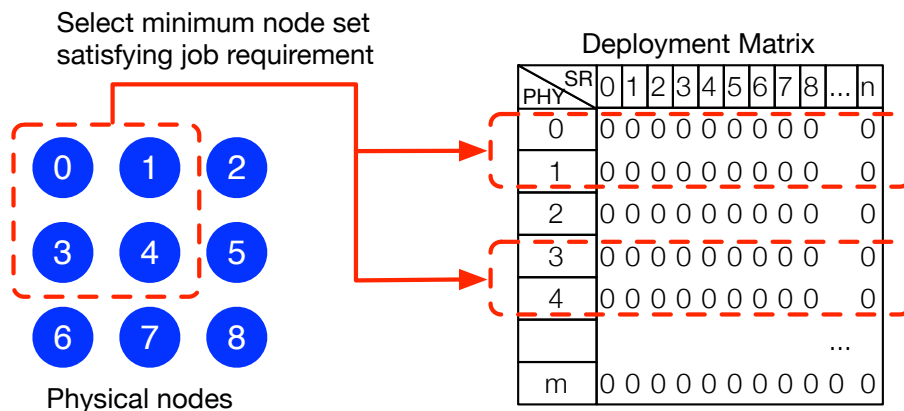 Select minimum node set
satisfying job requirement
Deployment Matrix
PHY SR 0 1 2 3 4 5 6 7 8 ... n
0 0 0 0 0 0 0 0 0 0 0
1 0 0 0 0 0 0 0 0 0 0
2 0 0 0 0 0 0 0 0 0 0
3 0 0 0 0 0 0 0 0 0 0
4 0 0 0 0 0 0 0 0 0 0
...
m 0 0 0 0 0 0 0 0 0 0 0
0 1 2
3 4 5
6 7 8
Physical nodes